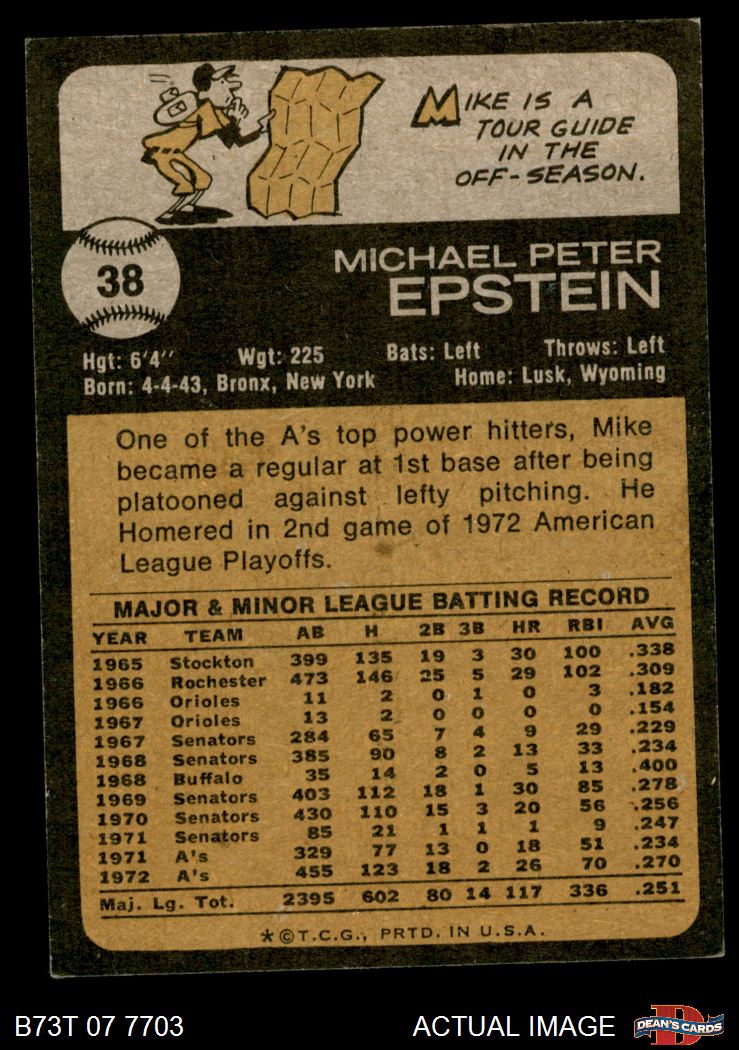 MIKE IS A
TOUR GUIDE
IN THE
OFF-SEASON.
38
MICHAEL PETER
EPSTEIN
Hgt: 6'4" Wgt: 225 Bats: Left Throws: Left
Born: 4-4-43, Bronx, New York Home: Lusk, Wyoming
One of the A's top power hitters, Mike
became a regular at 1st base after being
platooned against lefty pitching. He
Homered in 2nd game of 1972 American
League Playoffs.
MAJOR & MINOR LEAGUE BATTING RECORD
YEAR TEAM AB H 2B 3B HR RBI AVG
1965 Stockton 399 135 19 3 30 100 .338
1966 Rochester 473 146 25 5 29 102 .309
1966 Orioles 11 2 0 1 0 3 .182
1967 Orioles 13 2 0 0 0 0 .154
1967 Senators 284 65 7 4 9 29 .229
1968 Senators 385 90 8 2 13 33 .234
1968 Buffalo 35 14 2 0 5 13 .400
1969 Senators 403 112 18 1 30 85 .278
1970 Senators 430 110 15 3 20 56 .256
1971 Senators 85 21 1 1 1 9 .247
1971 A's 329 77 13 0 18 51 .234
1972 A's 455 123 18 2 26 70 .270
Maj. Lg. Tot. 2395 602 80 14 117 336 .251
*©T.C.G., PRTD. IN U.S.A.
B73T 07 7703 ACTUAL IMAGE DEAN'S CARDS